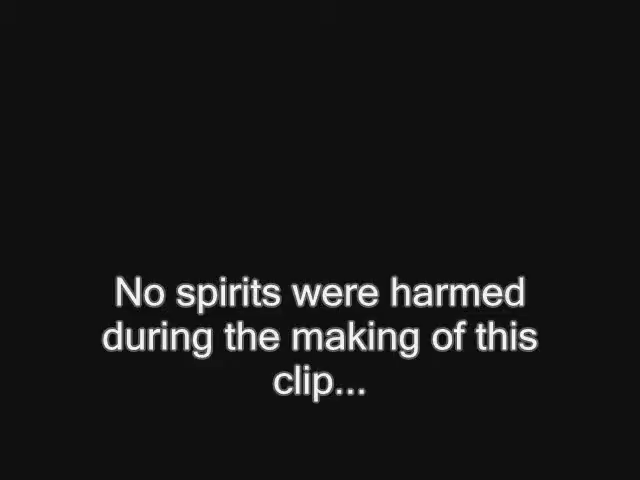 No spirits were harmed
during the making of this
clip...